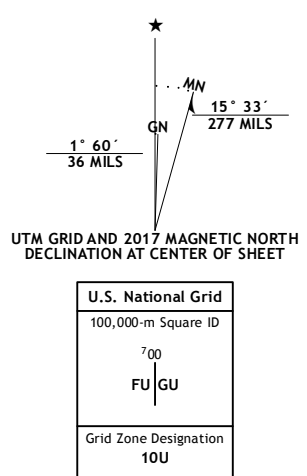 ★
MN
GN
15° 33´
277 MILS
1° 60´
36 MILS
UTM GRID AND 2017 MAGNETIC NORTH
DECLINATION AT CENTER OF SHEET
U.S. National Grid
100,000-m Square ID
⁷00
FU GU
Grid Zone Designation
10U